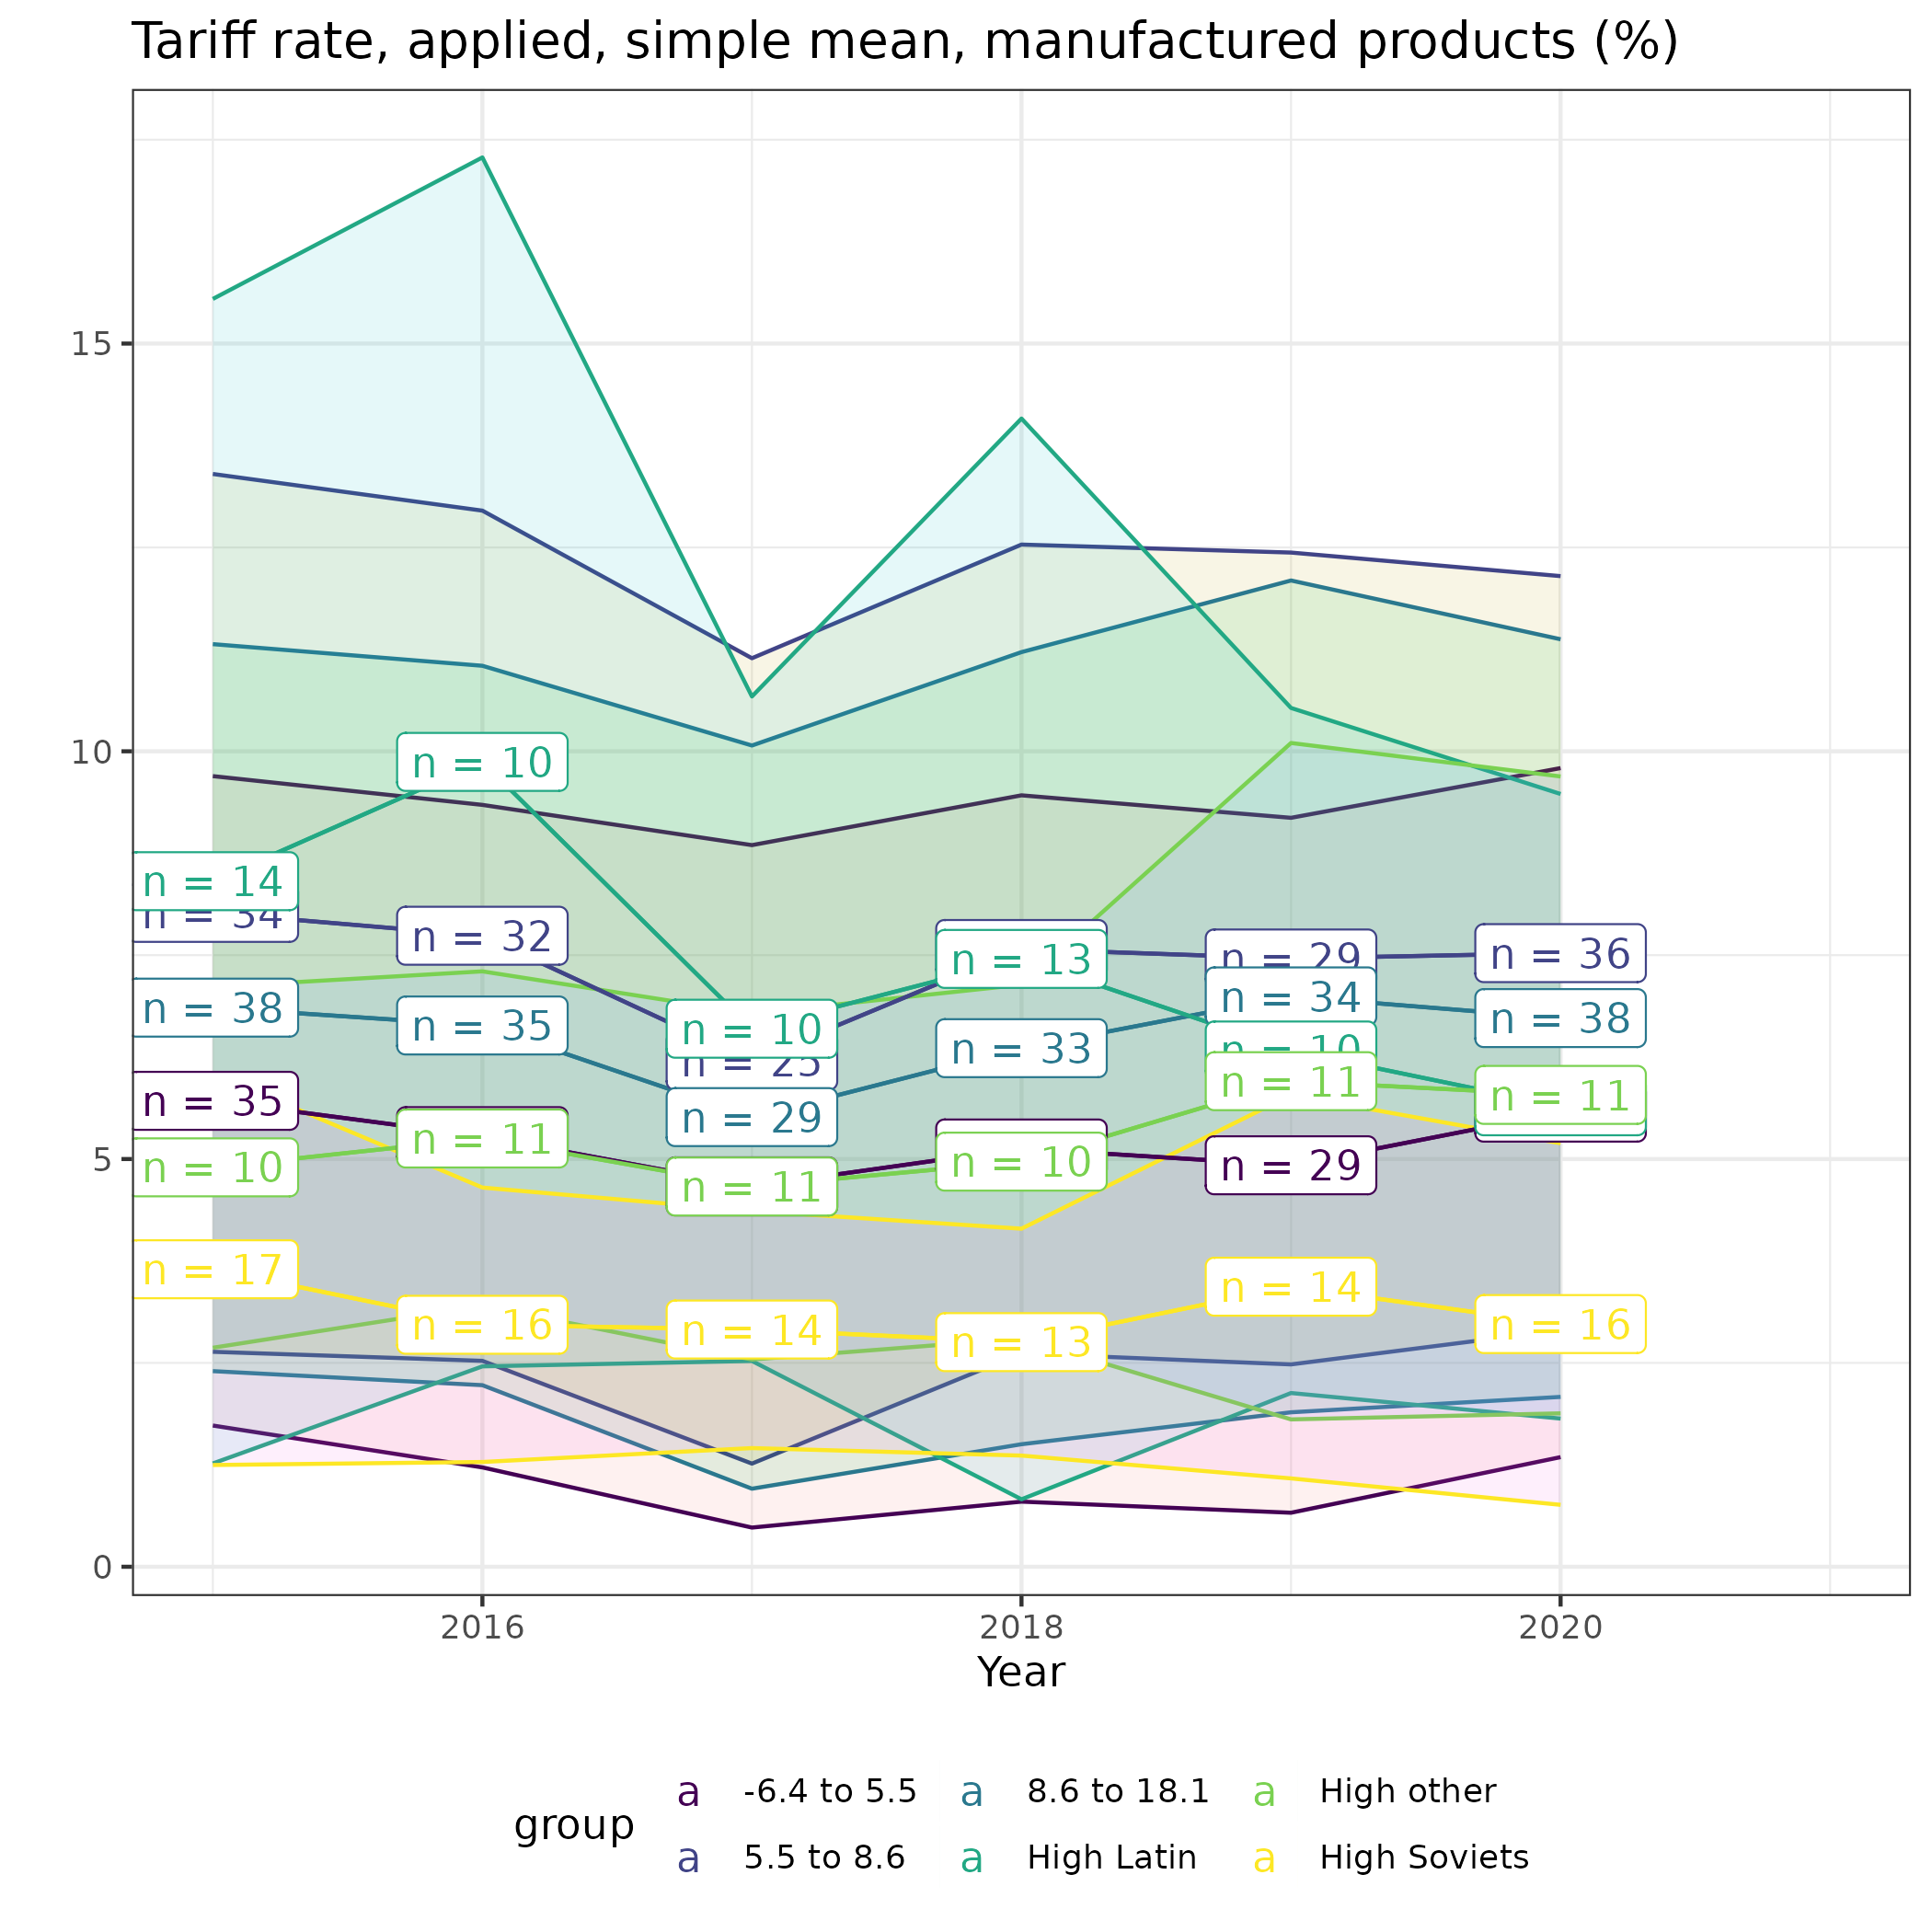 Tariff rate, applied, simple mean, manufactured products (%)
15
10
5
0
n = 10
n = 14
n = 34
n = 32
n = 13
n = 29
n = 36
n = 38
n = 35
n = 34
n = 38
n = 10
n = 33
n = 10
n = 25
n = 29
n = 11
n = 11
n = 35
n = 11
n = 10
n = 11
n = 10
n = 29
n = 17
n = 16
n = 14
n = 13
n = 14
n = 16
2016
2018
2020
Year
group
a -6.4 to 5.5
a 8.6 to 18.1
a High other
a 5.5 to 8.6
a High Latin
a High Soviets